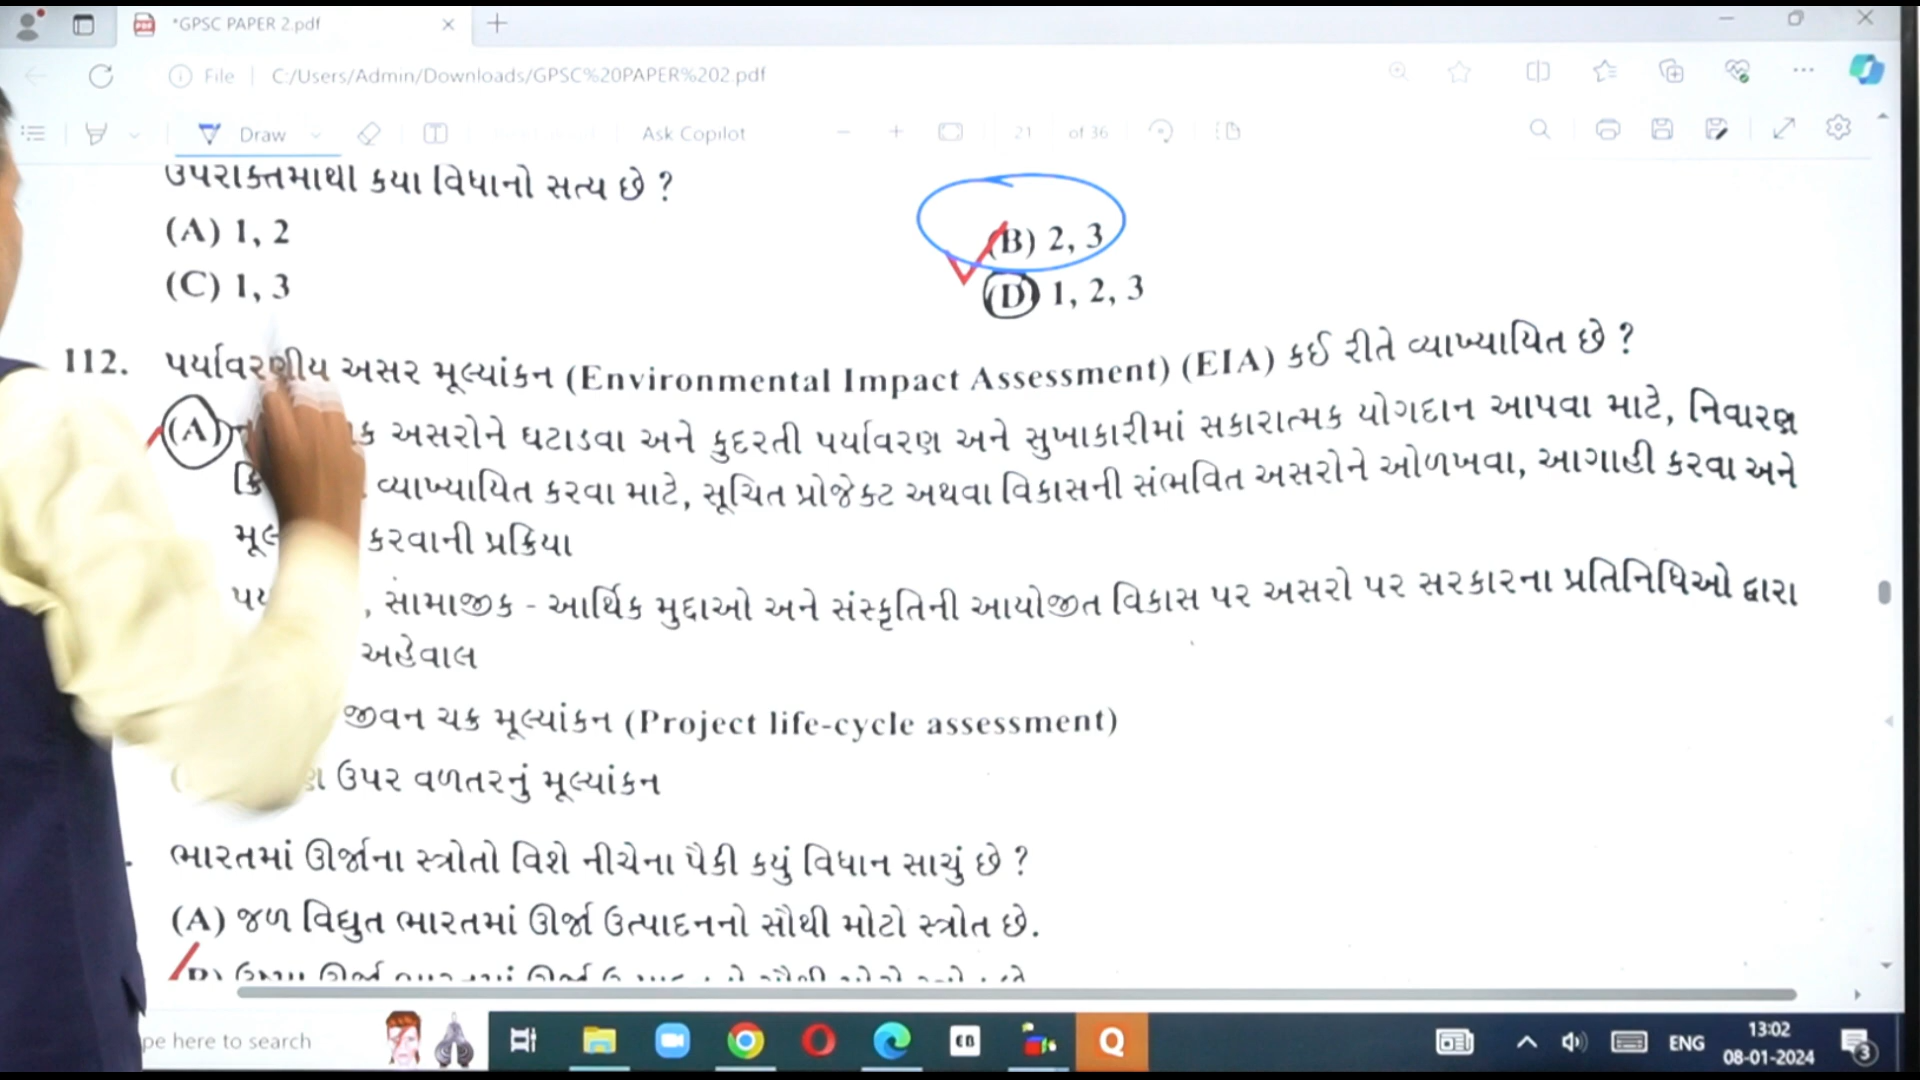 *GPSC PAPER 2.pdf
File C:/Users/Admin/Downloads/GPSC%20PAPER%202.pdf
Draw Ask Copilot 21 of 36
ઉપરોક્તમાંથી કયા વિધાનો સત્ય છે ?
(A) 1, 2
(B) 2, 3
(C) 1, 3
(D) 1, 2, 3
112. પર્યાવરણીય અસર મૂલ્યાંકન (Environmental Impact Assessment) (EIA) કઈ રીતે વ્યાખ્યાયિત છે ?
(A) અસરોને ઘટાડવા અને કુદરતી પર્યાવરણ અને સુખાકારીમાં સકારાત્મક યોગદાન આપવા માટે, નિવારણ
વ્યાખ્યાયિત કરવા માટે, સૂચિત પ્રોજેક્ટ અથવા વિકાસની સંભવિત અસરોને ઓળખવા, આગાહી કરવા અને
કરવાની પ્રક્રિયા
સામાજીક - આર્થિક મુદ્દાઓ અને સંસ્કૃતિની આયોજીત વિકાસ પર અસરો પર સરકારના પ્રતિનિધિઓ દ્વારા
અહેવાલ
જીવન ચક્ર મૂલ્યાંકન (Project life-cycle assessment)
ઉપર વળતરનું મૂલ્યાંકન
ભારતમાં ઊર્જાના સ્ત્રોતો વિશે નીચેના પૈકી કયું વિધાન સાચું છે ?
(A) જળ વિદ્યુત ભારતમાં ઊર્જા ઉત્પાદનનો સૌથી મોટો સ્ત્રોત છે.
here to search
ENG
13:02
08-01-2024
3